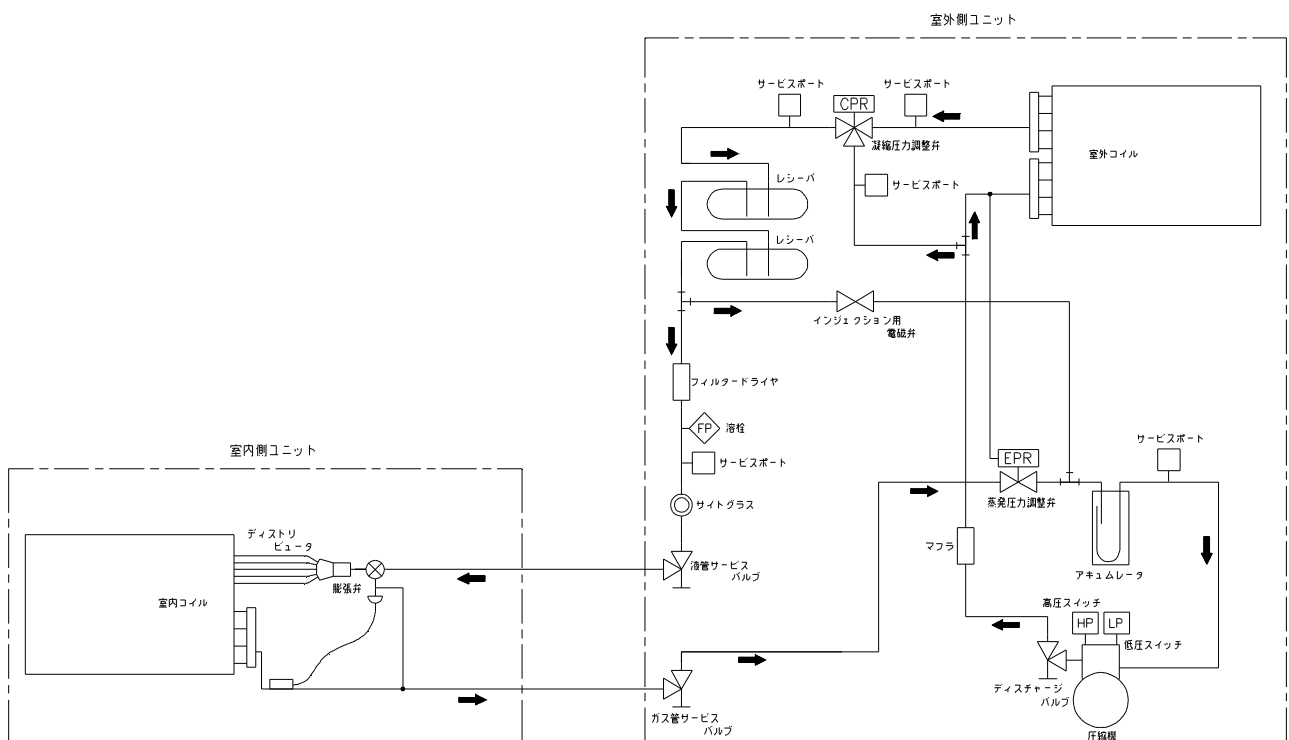 室外側ユニット
サービスポート
サービスポート
CPR
凝縮圧力調整弁
室外コイル
レシーバ
サービスポート
レシーバ
インジェクション用
電磁弁
フィルタードライヤ
FP
溶栓
サービスポート
サイトグラス
EPR
蒸発圧力調整弁
サービスポート
アキュムレータ
マフラ
室内側ユニット
ディストリ
ビュータ
膨張弁
室内コイル
液管サービス
バルブ
高圧スイッチ
HP
LP
低圧スイッチ
ディスチャージ
バルブ
ガス管サービス
バルブ
圧縮機